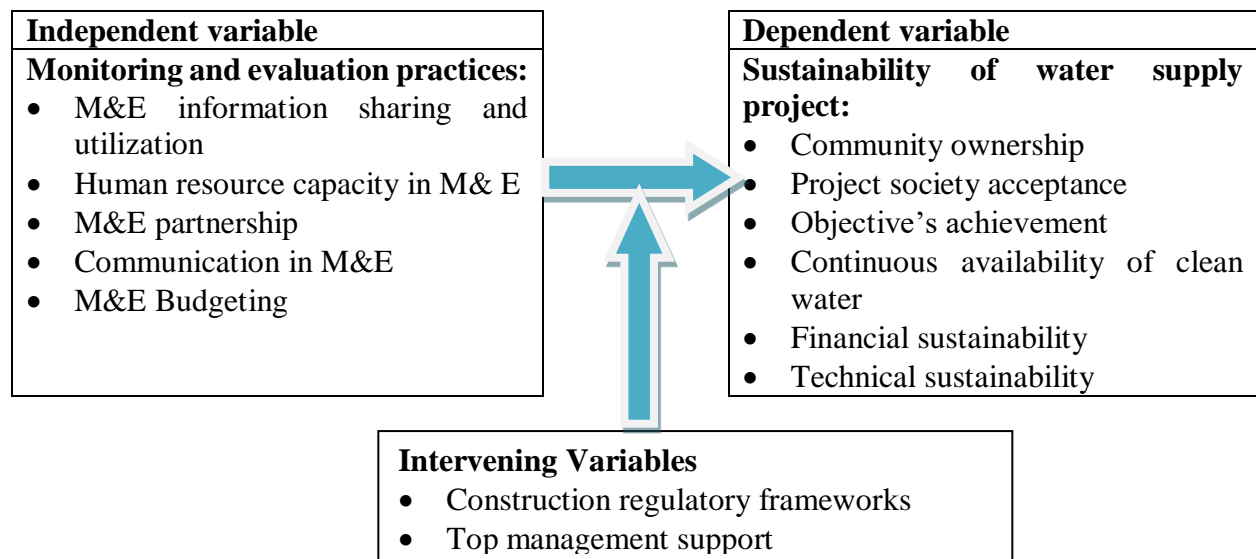 Independent variable
Monitoring and evaluation practices:
• M&E information sharing and
utilization
• Human resource capacity in M& E
• M&E partnership
• Communication in M&E
• M&E Budgeting
Dependent variable
Sustainability of water supply
project:
• Community ownership
• Project society acceptance
• Objective’s achievement
• Continuous availability of clean
water
• Financial sustainability
• Technical sustainability
Intervening Variables
• Construction regulatory frameworks
• Top management support